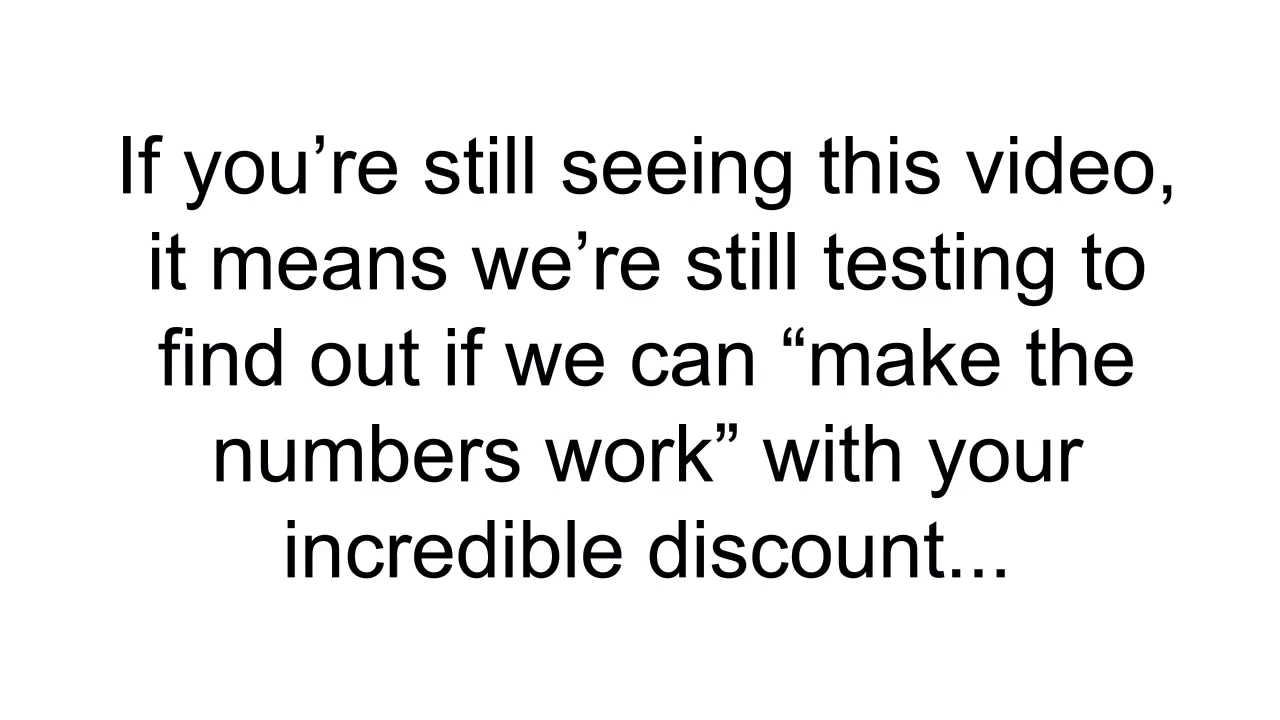 If you’re still seeing this video,
it means we’re still testing to
find out if we can “make the
numbers work” with your
incredible discount...